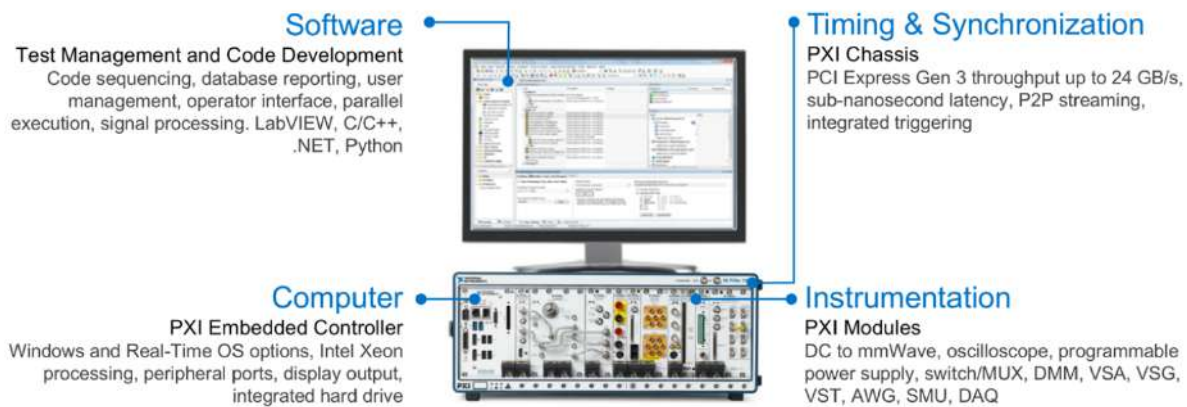 Software
Test Management and Code Development
Code sequencing, database reporting, user
management, operator interface, parallel
execution, signal processing. LabVIEW, C/C++,
.NET, Python
Timing & Synchronization
PXI Chassis
PCI Express Gen 3 throughput up to 24 GB/s,
sub-nanosecond latency, P2P streaming,
integrated triggering
Computer
PXI Embedded Controller
Windows and Real-Time OS options, Intel Xeon
processing, peripheral ports, display output,
integrated hard drive
Instrumentation
PXI Modules
DC to mmWave, oscilloscope, programmable
power supply, switch/MUX, DMM, VSA, VSG,
VST, AWG, SMU, DAQ
PXI